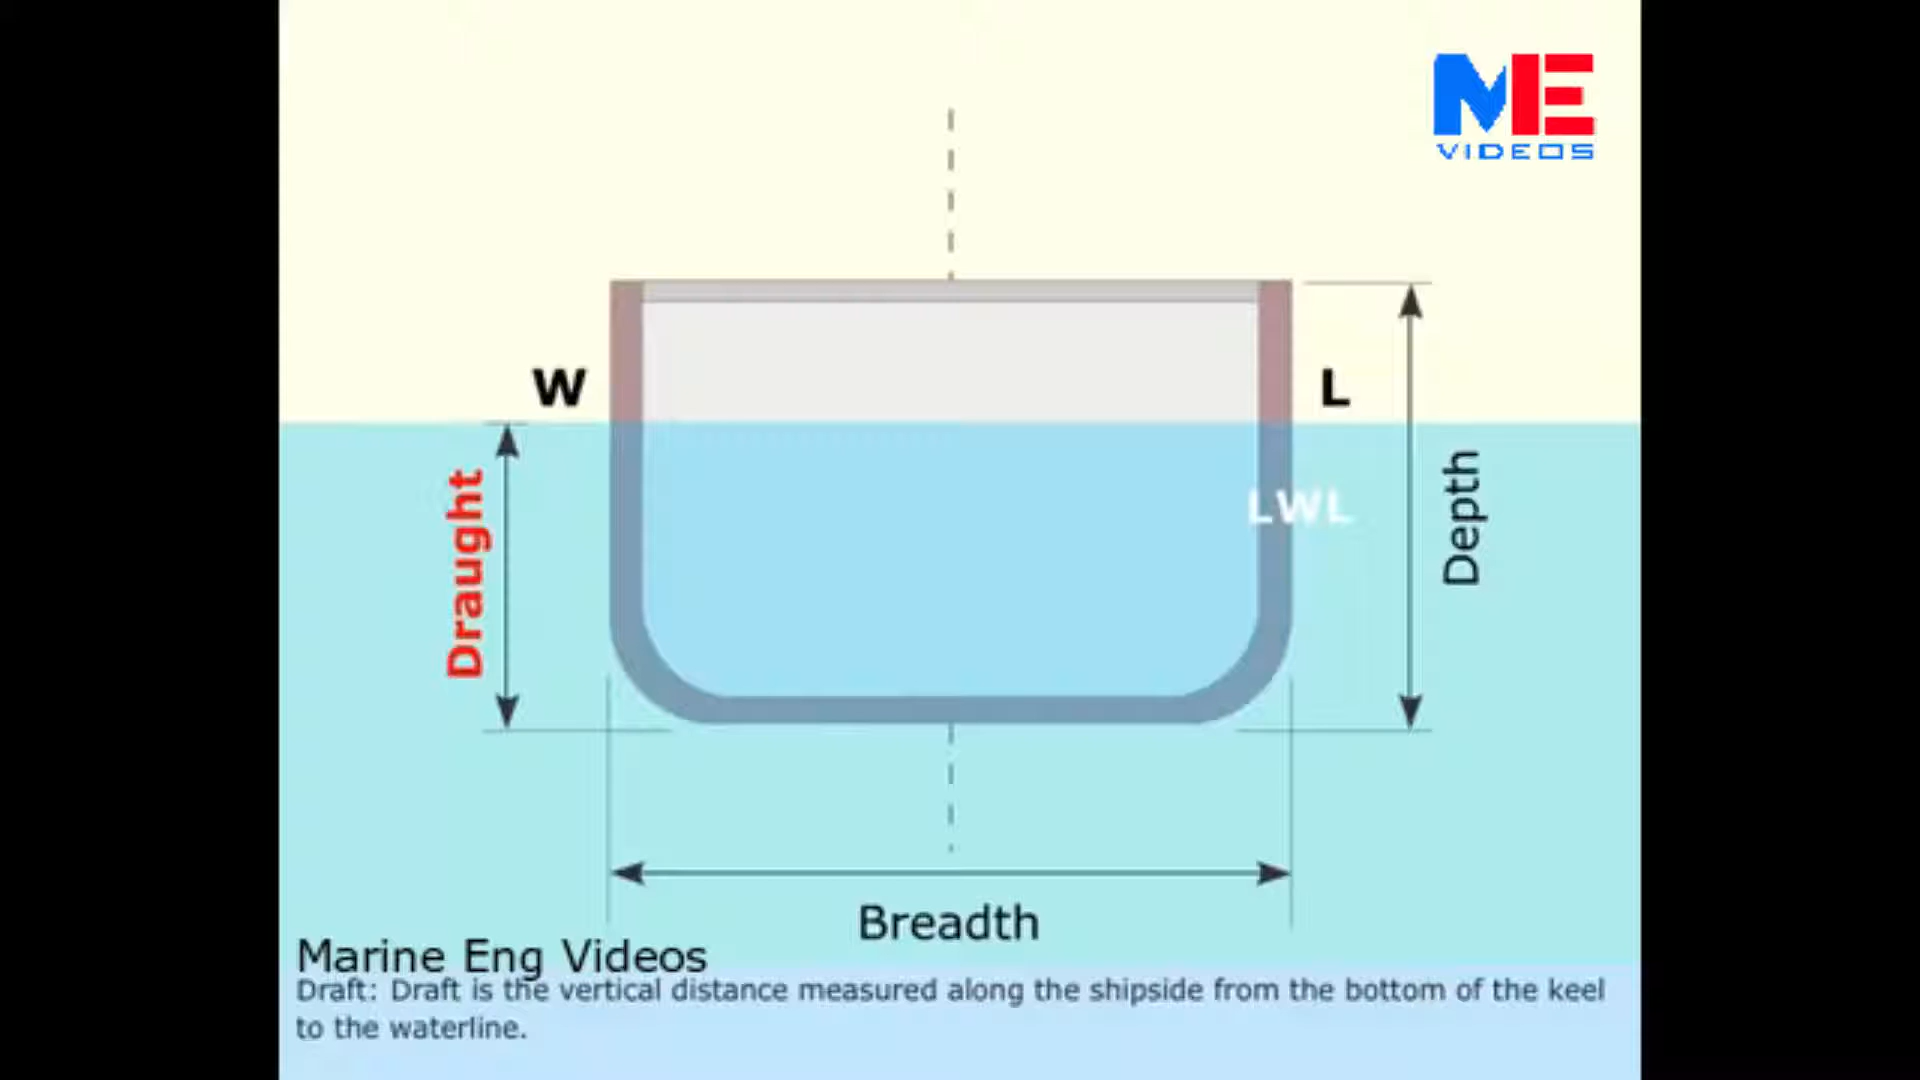 ME
VIDEOS
W
L
Draught
LWL
Depth
Breadth
Marine Eng Videos
Draft: Draft is the vertical distance measured along the shipside from the bottom of the keel
to the waterline.